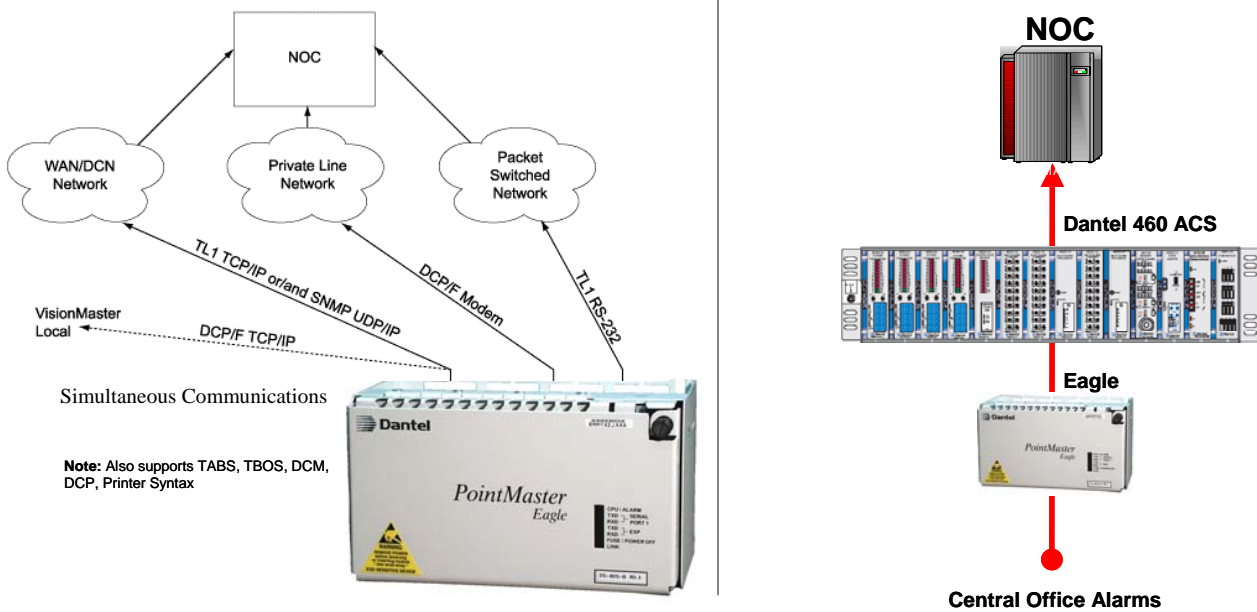 NOC
WAN/DCN
Network
Private Line
Network
Packet
Switched
Network
TL1 TCP/IP or/and SNMP UDP/IP
DCP/F Modem
TL1 RS-232
VisionMaster
Local
DCP/F TCP/IP
Simultaneous Communications
Note: Also supports TABS, TBOS, DCM,
DCP, Printer Syntax
Dantel
PointMaster
Eagle
CPU / ALARM
TXD
RXD
SERIAL
PORT 1
TXD
RXD
EXP
FUSE / POWER OFF
LINK
WARNING
NOC
Dantel 460 ACS
Eagle
Dantel
PointMaster
Eagle
Central Office Alarms